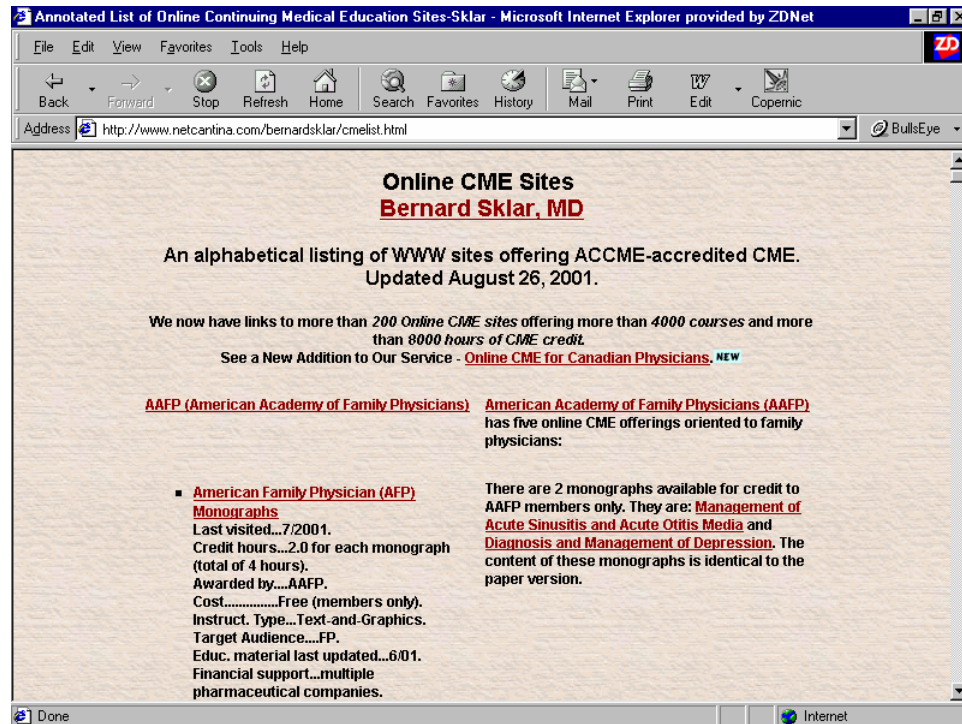 Annotated List of Online Continuing Medical Education Sites-Sklar - Microsoft Internet Explorer provided by ZDNet
File Edit View Favorites Tools Help
ZD
Back Forward Stop Refresh Home Search Favorites History Mail Print Edit Copernic
Address http://www.netcantina.com/bernardsklar/cmelist.html BullsEye
Online CME Sites
Bernard Sklar, MD
An alphabetical listing of WWW sites offering ACCME-accredited CME.
Updated August 26, 2001.
We now have links to more than 200 Online CME sites offering more than 4000 courses and more
than 8000 hours of CME credit.
See a New Addition to Our Service - Online CME for Canadian Physicians. NEW
AAFP (American Academy of Family Physicians)
American Academy of Family Physicians (AAFP)
has five online CME offerings oriented to family
physicians:
American Family Physician (AFP)
Monographs
Last visited...7/2001.
Credit hours...2.0 for each monograph
(total of 4 hours).
Awarded by....AAFP.
Cost...............Free (members only).
Instruct. Type...Text-and-Graphics.
Target Audience....FP.
Educ. material last updated...6/01.
Financial support...multiple
pharmaceutical companies.
There are 2 monographs available for credit to
AAFP members only. They are: Management of
Acute Sinusitis and Acute Otitis Media and
Diagnosis and Management of Depression. The
content of these monographs is identical to the
paper version.
Done Internet